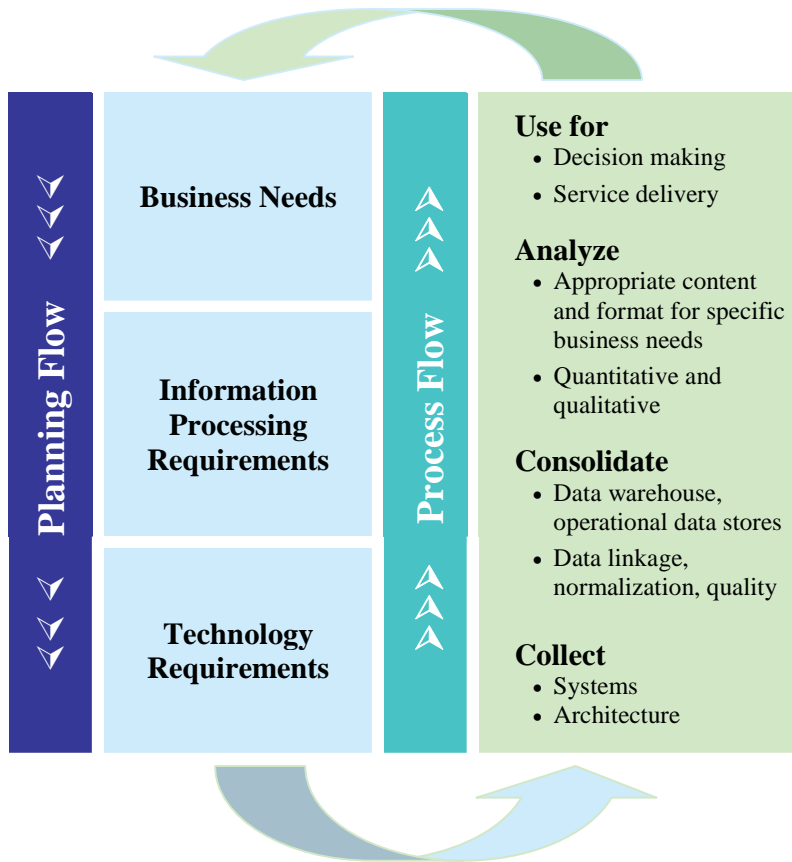 Planning Flow
Business Needs
Information
Processing
Requirements
Technology
Requirements
Process Flow
Use for
• Decision making
• Service delivery
Analyze
• Appropriate content
and format for specific
business needs
• Quantitative and
qualitative
Consolidate
• Data warehouse,
operational data stores
• Data linkage,
normalization, quality
Collect
• Systems
• Architecture